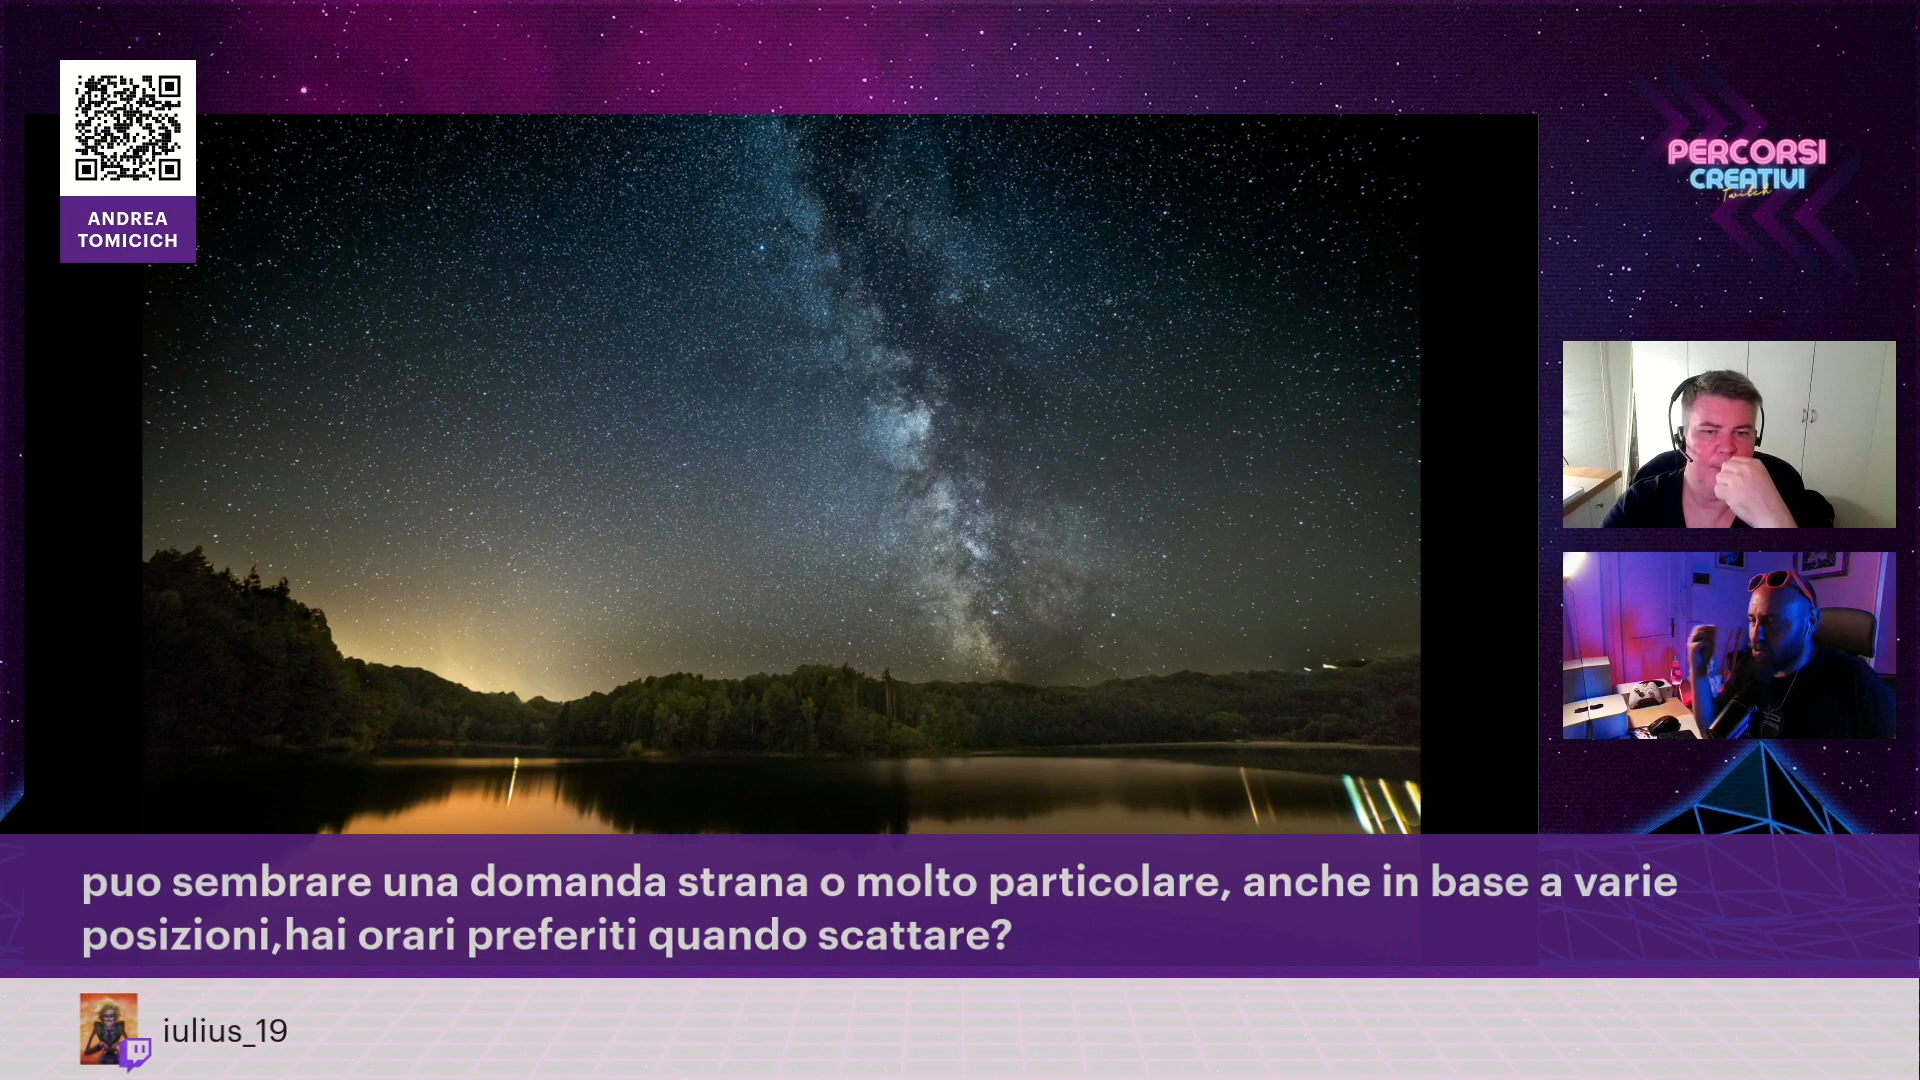 ANDREA
TOMICICH
PERCORSI
CREATIVI
Twitch
puo sembrare una domanda strana o molto particolare, anche in base a varie
posizioni,hai orari preferiti quando scattare?
iulius_19